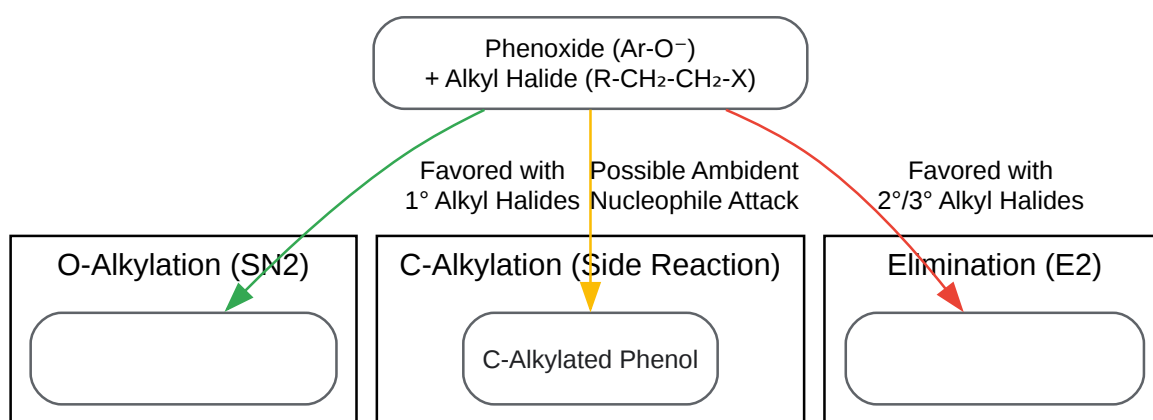 Phenoxide (Ar-O⁻)
+ Alkyl Halide (R-CH₂-CH₂-X)
Favored with
1° Alkyl Halides
Possible Ambident
Nucleophile Attack
Favored with
2°/3° Alkyl Halides
O-Alkylation (SN2)
C-Alkylation (Side Reaction)
Elimination (E2)
C-Alkylated Phenol